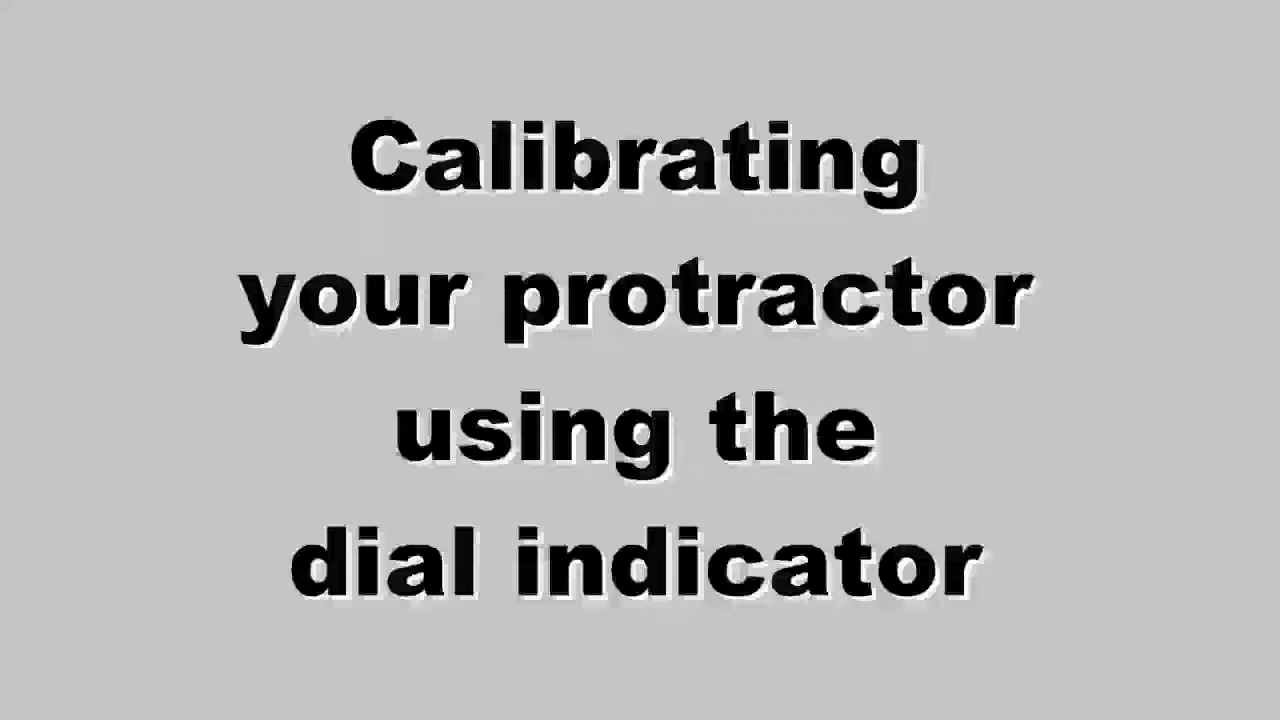 Calibrating
your protractor
using the
dial indicator